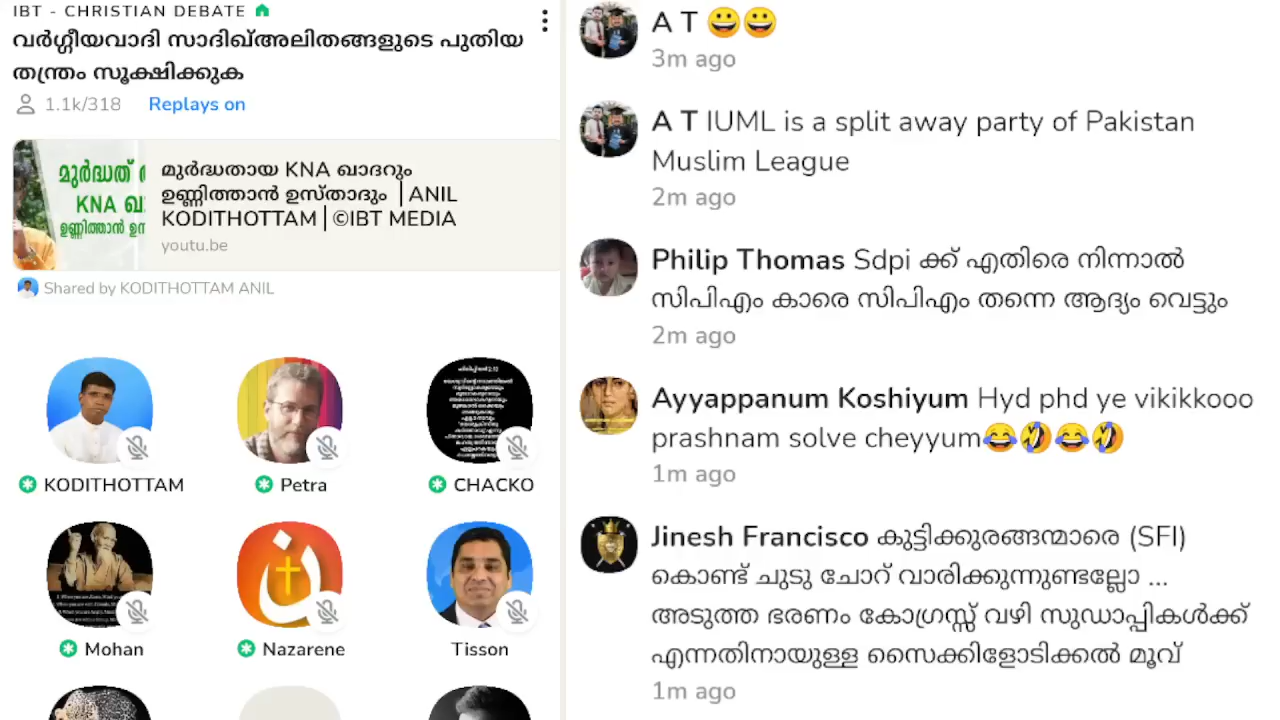 IBT - CHRISTIAN DEBATE
വർഗ്ഗീയവാദി സാദിഖ്അലിതങ്ങളുടെ പുതിയ
തന്ത്രം സൂക്ഷിക്കുക
1.1k/318 Replays on
മുർദ്ധത്
KNA
ഉണ്ണിത്താൻ
മുർദ്ധതായ KNA ഖാദറും
ഉണ്ണിത്താൻ ഉസ്താദും | ANIL
KODITHOTTAM | ©IBT MEDIA
youtu.be
Shared by KODITHOTTAM ANIL
KODITHOTTAM
Petra
CHACKO
Mohan
Nazarene
Tisson
A T 😀😀
3m ago
A T IUML is a split away party of Pakistan
Muslim League
2m ago
Philip Thomas Sdpi ക്ക് എതിരെ നിന്നാൽ
സിപിഎം കാരെ സിപിഎം തന്നെ ആദ്യം വെട്ടും
2m ago
Ayyappanum Koshiyum Hyd phd ye vikikkooo
prashnam solve cheyyum😂🤣😂🤣
1m ago
Jinesh Francisco കുട്ടിക്കുരങ്ങന്മാരെ (SFI)
കൊണ്ട് ചുടു ചോറ് വാരിക്കുന്നുണ്ടല്ലോ ...
അടുത്ത ഭരണം കോഗ്രസ്സ് വഴി സുഡാപ്പികൾക്ക്
എന്നതിനായുള്ള സൈക്കിളോടിക്കൽ മൂവ്
1m ago